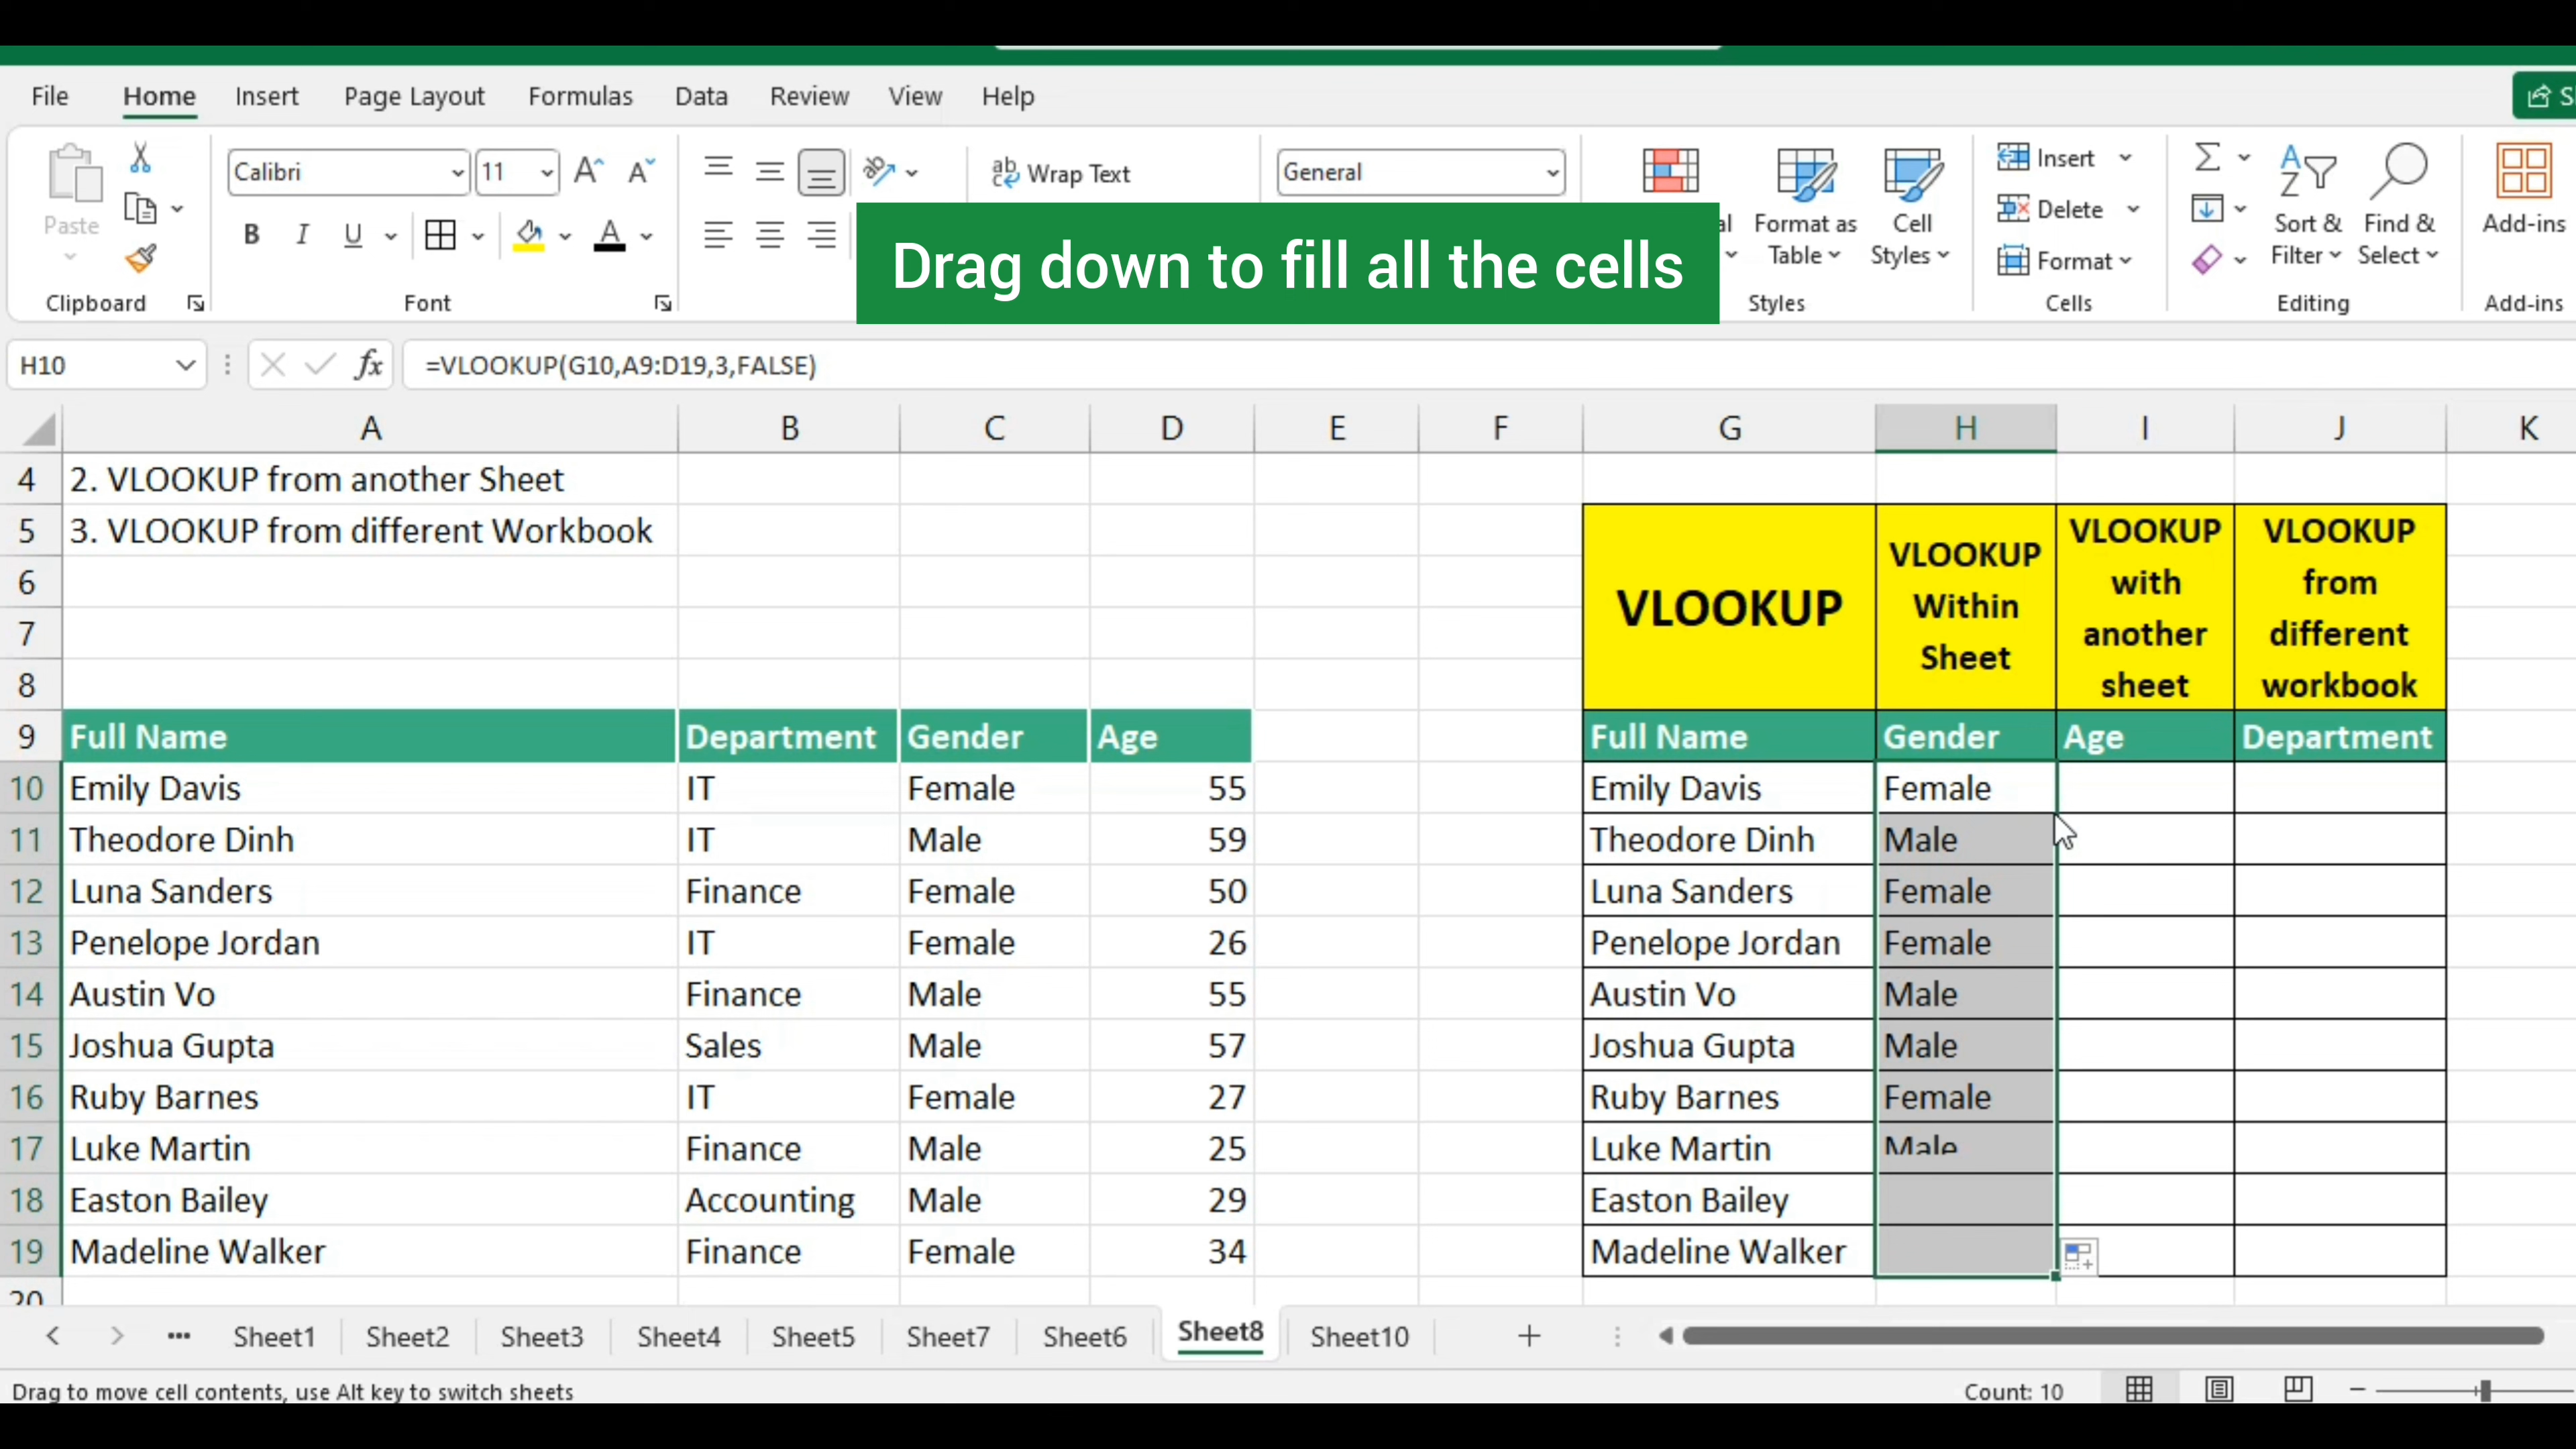 File Home Insert Page Layout Formulas Data Review View Help
Calibri 11 ab Wrap Text General Insert
Paste Delete Format as Cell Sort & Find & Add-ins
B I U A Table Styles Format Filter Select
Drag down to fill all the cells
Clipboard Font Styles Cells Editing Add-ins
H10 fx =VLOOKUP(G10,A9:D19,3,FALSE)
A B C D E F G H I J K
4 2. VLOOKUP from another Sheet
5 3. VLOOKUP from different Workbook
6
7
8
VLOOKUP
VLOOKUP
Within
Sheet
VLOOKUP
with
another
sheet
VLOOKUP
from
different
workbook
9 Full Name Department Gender Age Full Name Gender Age Department
10 Emily Davis IT Female 55 Emily Davis Female
11 Theodore Dinh IT Male 59 Theodore Dinh Male
12 Luna Sanders Finance Female 50 Luna Sanders Female
13 Penelope Jordan IT Female 26 Penelope Jordan Female
14 Austin Vo Finance Male 55 Austin Vo Male
15 Joshua Gupta Sales Male 57 Joshua Gupta Male
16 Ruby Barnes IT Female 27 Ruby Barnes Female
17 Luke Martin Finance Male 25 Luke Martin Male
18 Easton Bailey Accounting Male 29 Easton Bailey
19 Madeline Walker Finance Female 34 Madeline Walker
20
Sheet1 Sheet2 Sheet3 Sheet4 Sheet5 Sheet7 Sheet6 Sheet8 Sheet10
Drag to move cell contents, use Alt key to switch sheets Count: 10